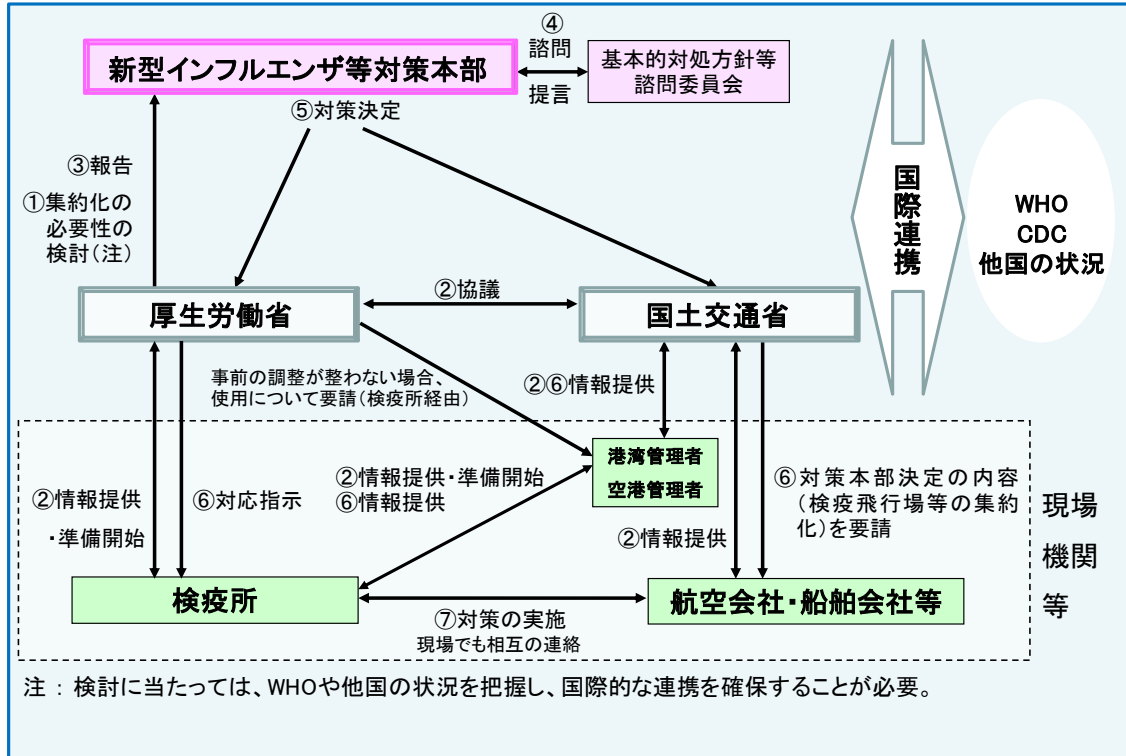 ④
諮問
提言
新型インフルエンザ等対策本部
基本的対処方針等
諮問委員会
⑤対策決定
③報告
①集約化の
必要性の
検討(注)
国際連携
WHO
CDC
他国の状況
厚生労働省
②協議
国土交通省
事前の調整が整わない場合、
使用について要請(検疫所経由)
②⑥情報提供
港湾管理者
空港管理者
②情報提供
・準備開始
⑥対応指示
②情報提供・準備開始
⑥情報提供
②情報提供
⑥対策本部決定の内容
(検疫飛行場等の集約
化)を要請
現場
機関
等
検疫所
航空会社・船舶会社等
⑦対策の実施
現場でも相互の連絡
注 : 検討に当たっては、WHOや他国の状況を把握し、国際的な連携を確保することが必要。